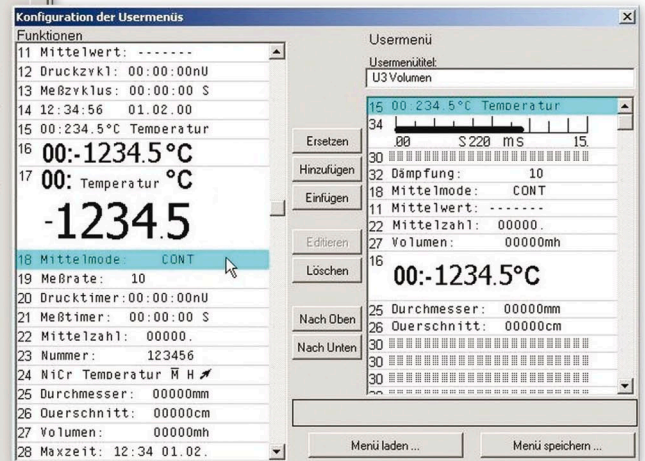 Konfiguration der Usermenüs
Funktionen
11 Mittelwert: -------
12 Druckzykl: 00:00:00nU
13 Meßzyklus: 00:00:00 S
14 12:34:56 01.02.00
15 00:234.5°C Temperatur
16 00:-1234.5°C
17 00: Temperatur °C
-1234.5
18 Mittelmode: CONT
19 Meßrate: 10
20 Drucktimer:00:00:00nU
21 Meßtimer: 00:00:00 S
22 Mittelzahl: 00000.
23 Nummer: 123456
24 NiCr Temperatur M̅ H
25 Durchmesser: 00000mm
26 Querschnitt: 00000cm
27 Volumen: 00000mh
28 Maxzeit: 12:34 01.02.
Ersetzen
Hinzufügen
Einfügen
Editieren
Löschen
Nach Oben
Nach Unten
Usermenü
Usermenütitel:
U3 Volumen
15 00:234.5°C Temperatur
34
.00 S220 ms 15.
30
32 Dämpfung: 10
18 Mittelmode: CONT
11 Mittelwert: -------
22 Mittelzahl: 00000.
27 Volumen: 00000mh
16 00:-1234.5°C
25 Durchmesser: 00000mm
26 Querschnitt: 00000cm
30
30
30
Menü laden ...
Menü speichern ...